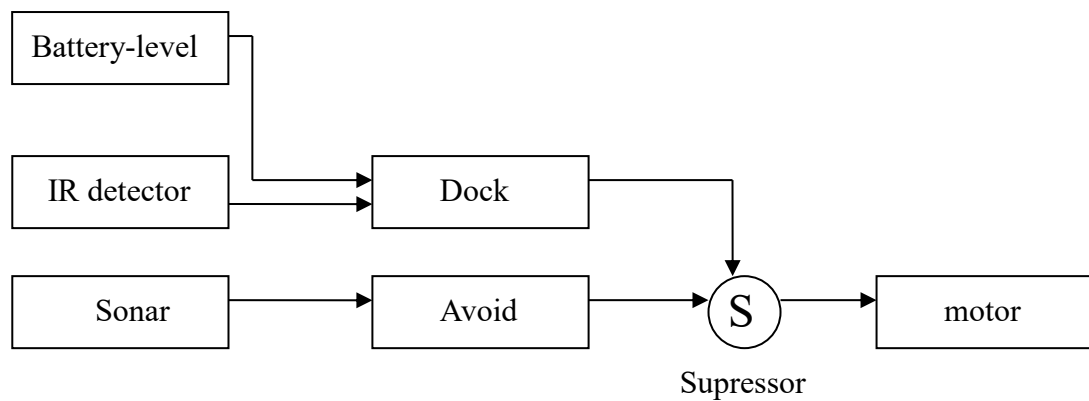 Battery-level
IR detector
Dock
Sonar
Avoid
S
motor
Supressor